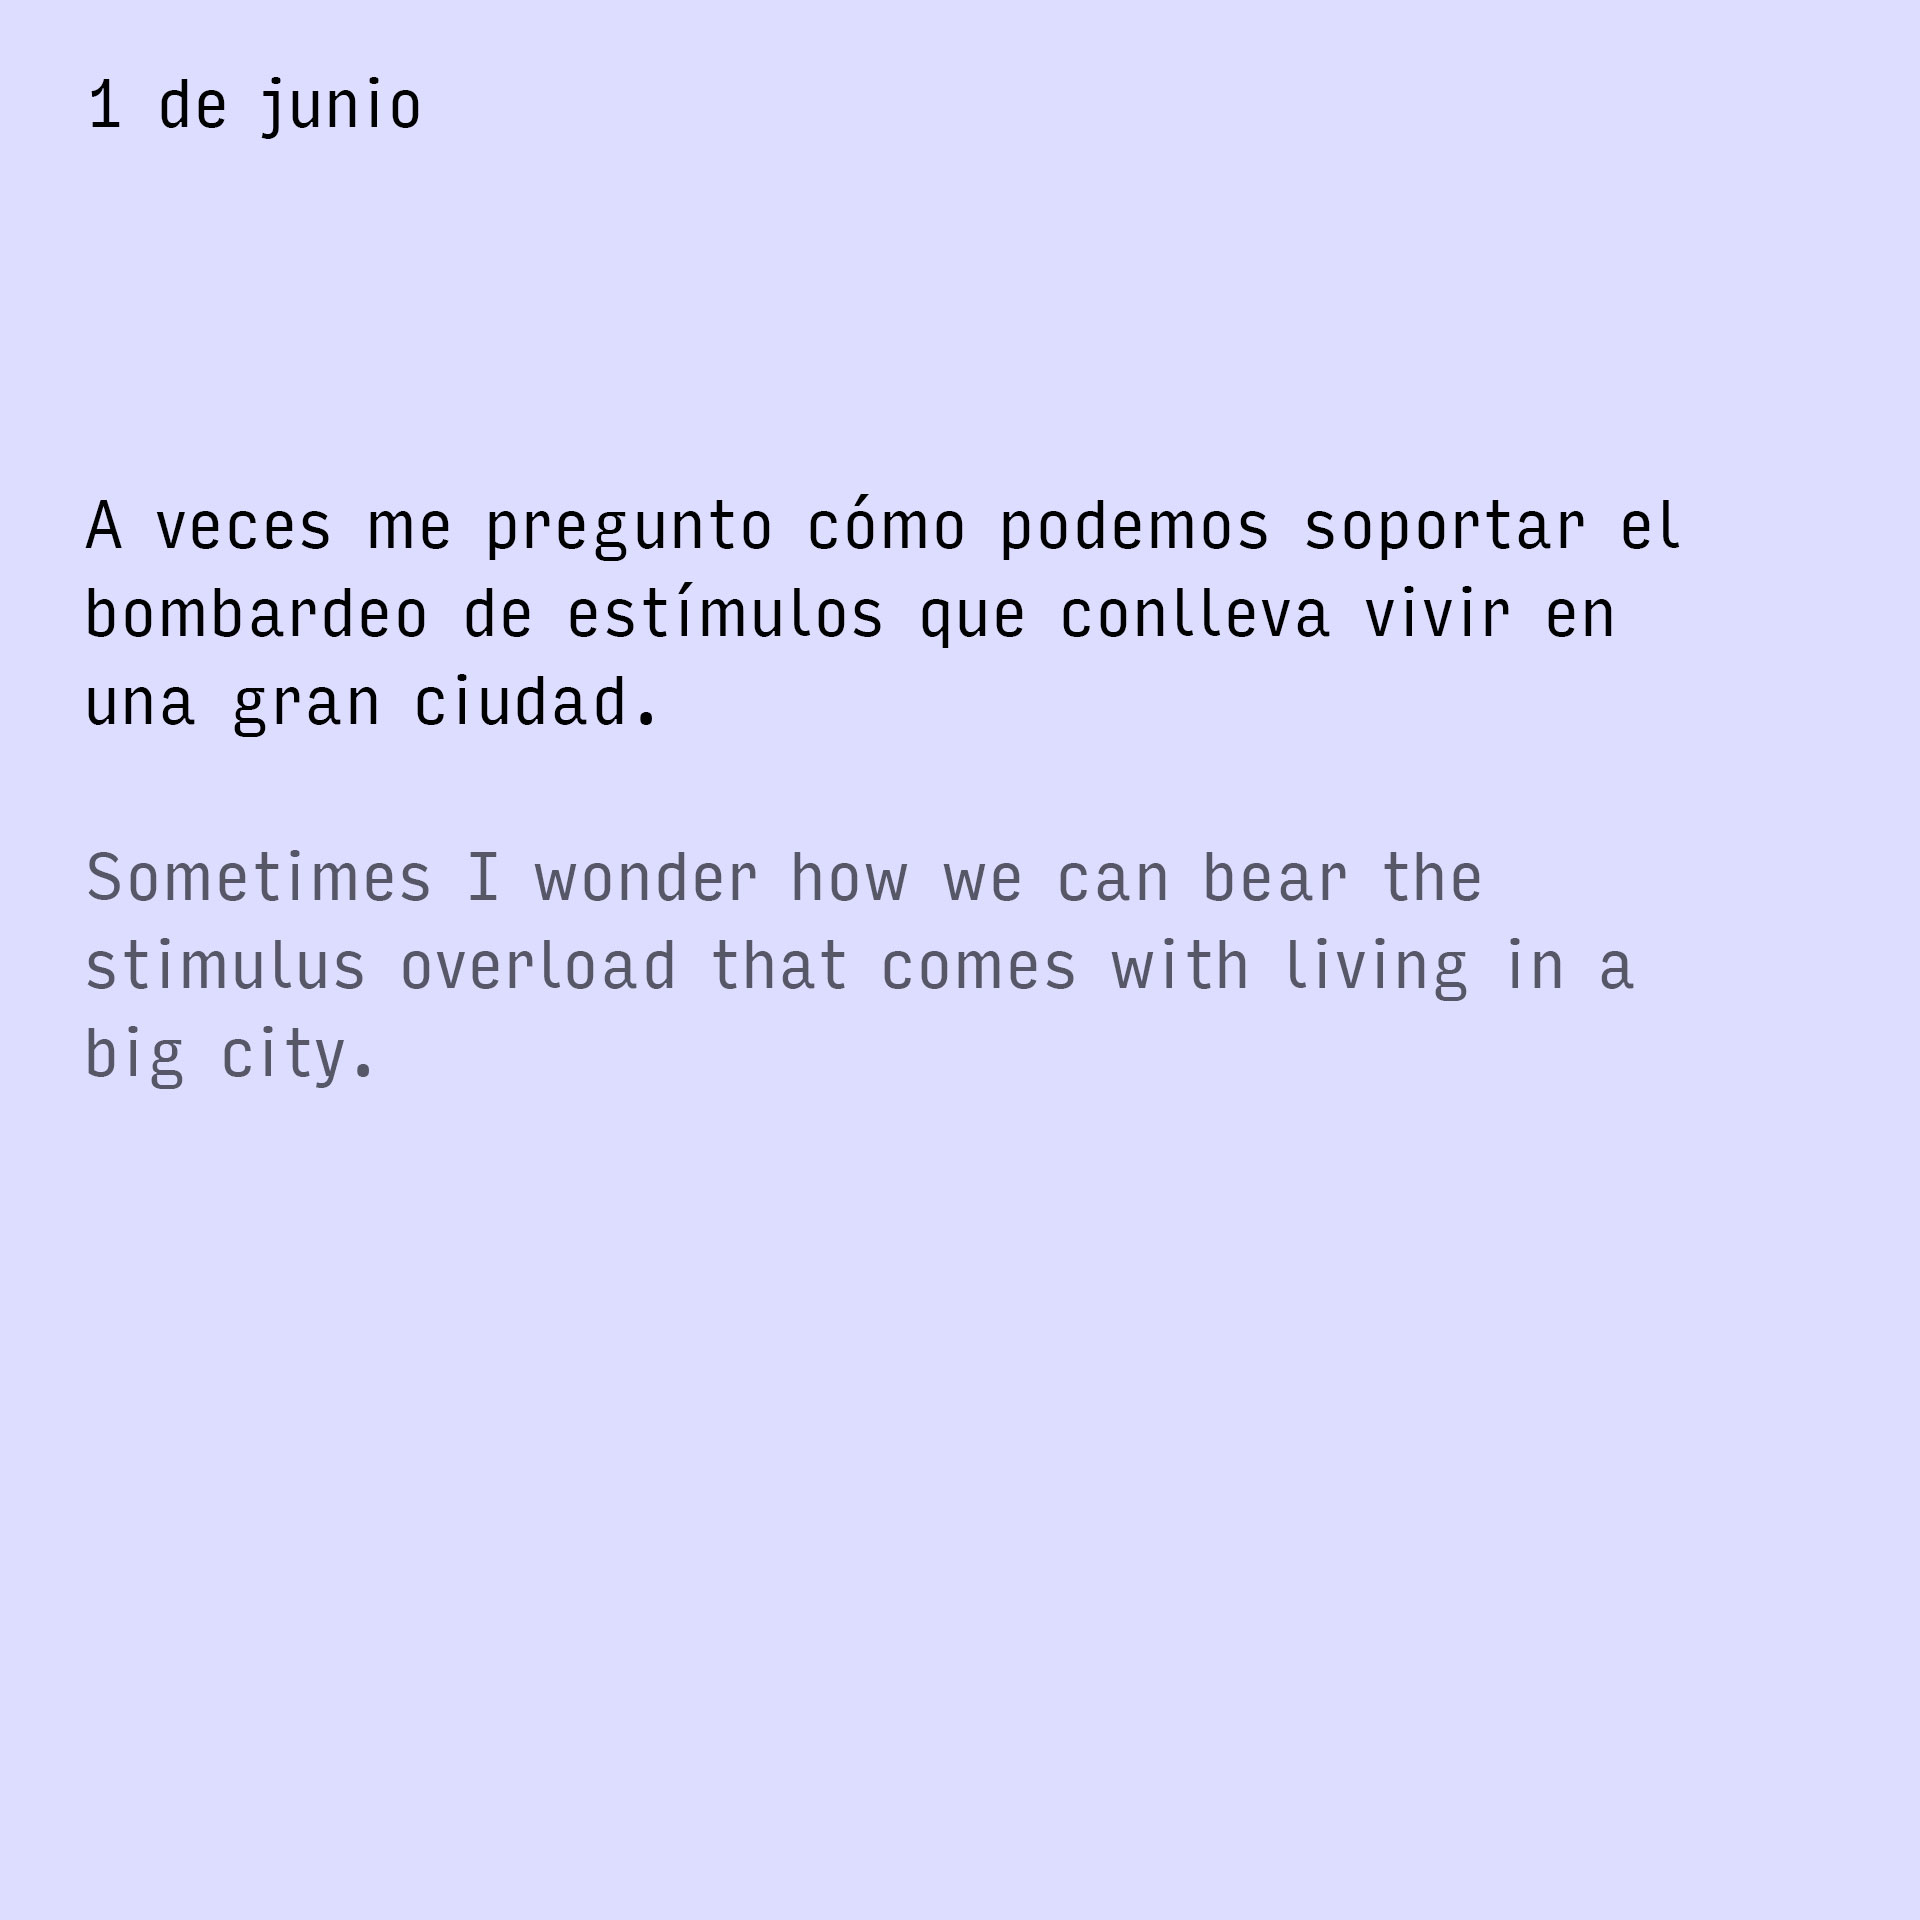 1 de junio
A veces me pregunto cómo podemos soportar el
bombardeo de estímulos que conlleva vivir en
una gran ciudad.
Sometimes I wonder how we can bear the
stimulus overload that comes with living in a
big city.